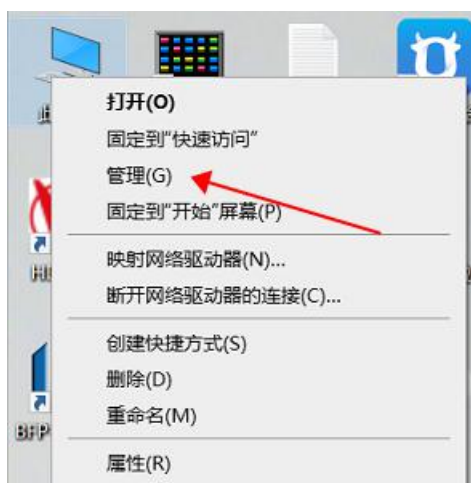 打开(O)
固定到"快速访问"
管理(G)
固定到"开始"屏幕(P)
映射网络驱动器(N)...
断开网络驱动器的连接(C)...
创建快捷方式(S)
删除(D)
重命名(M)
属性(R)